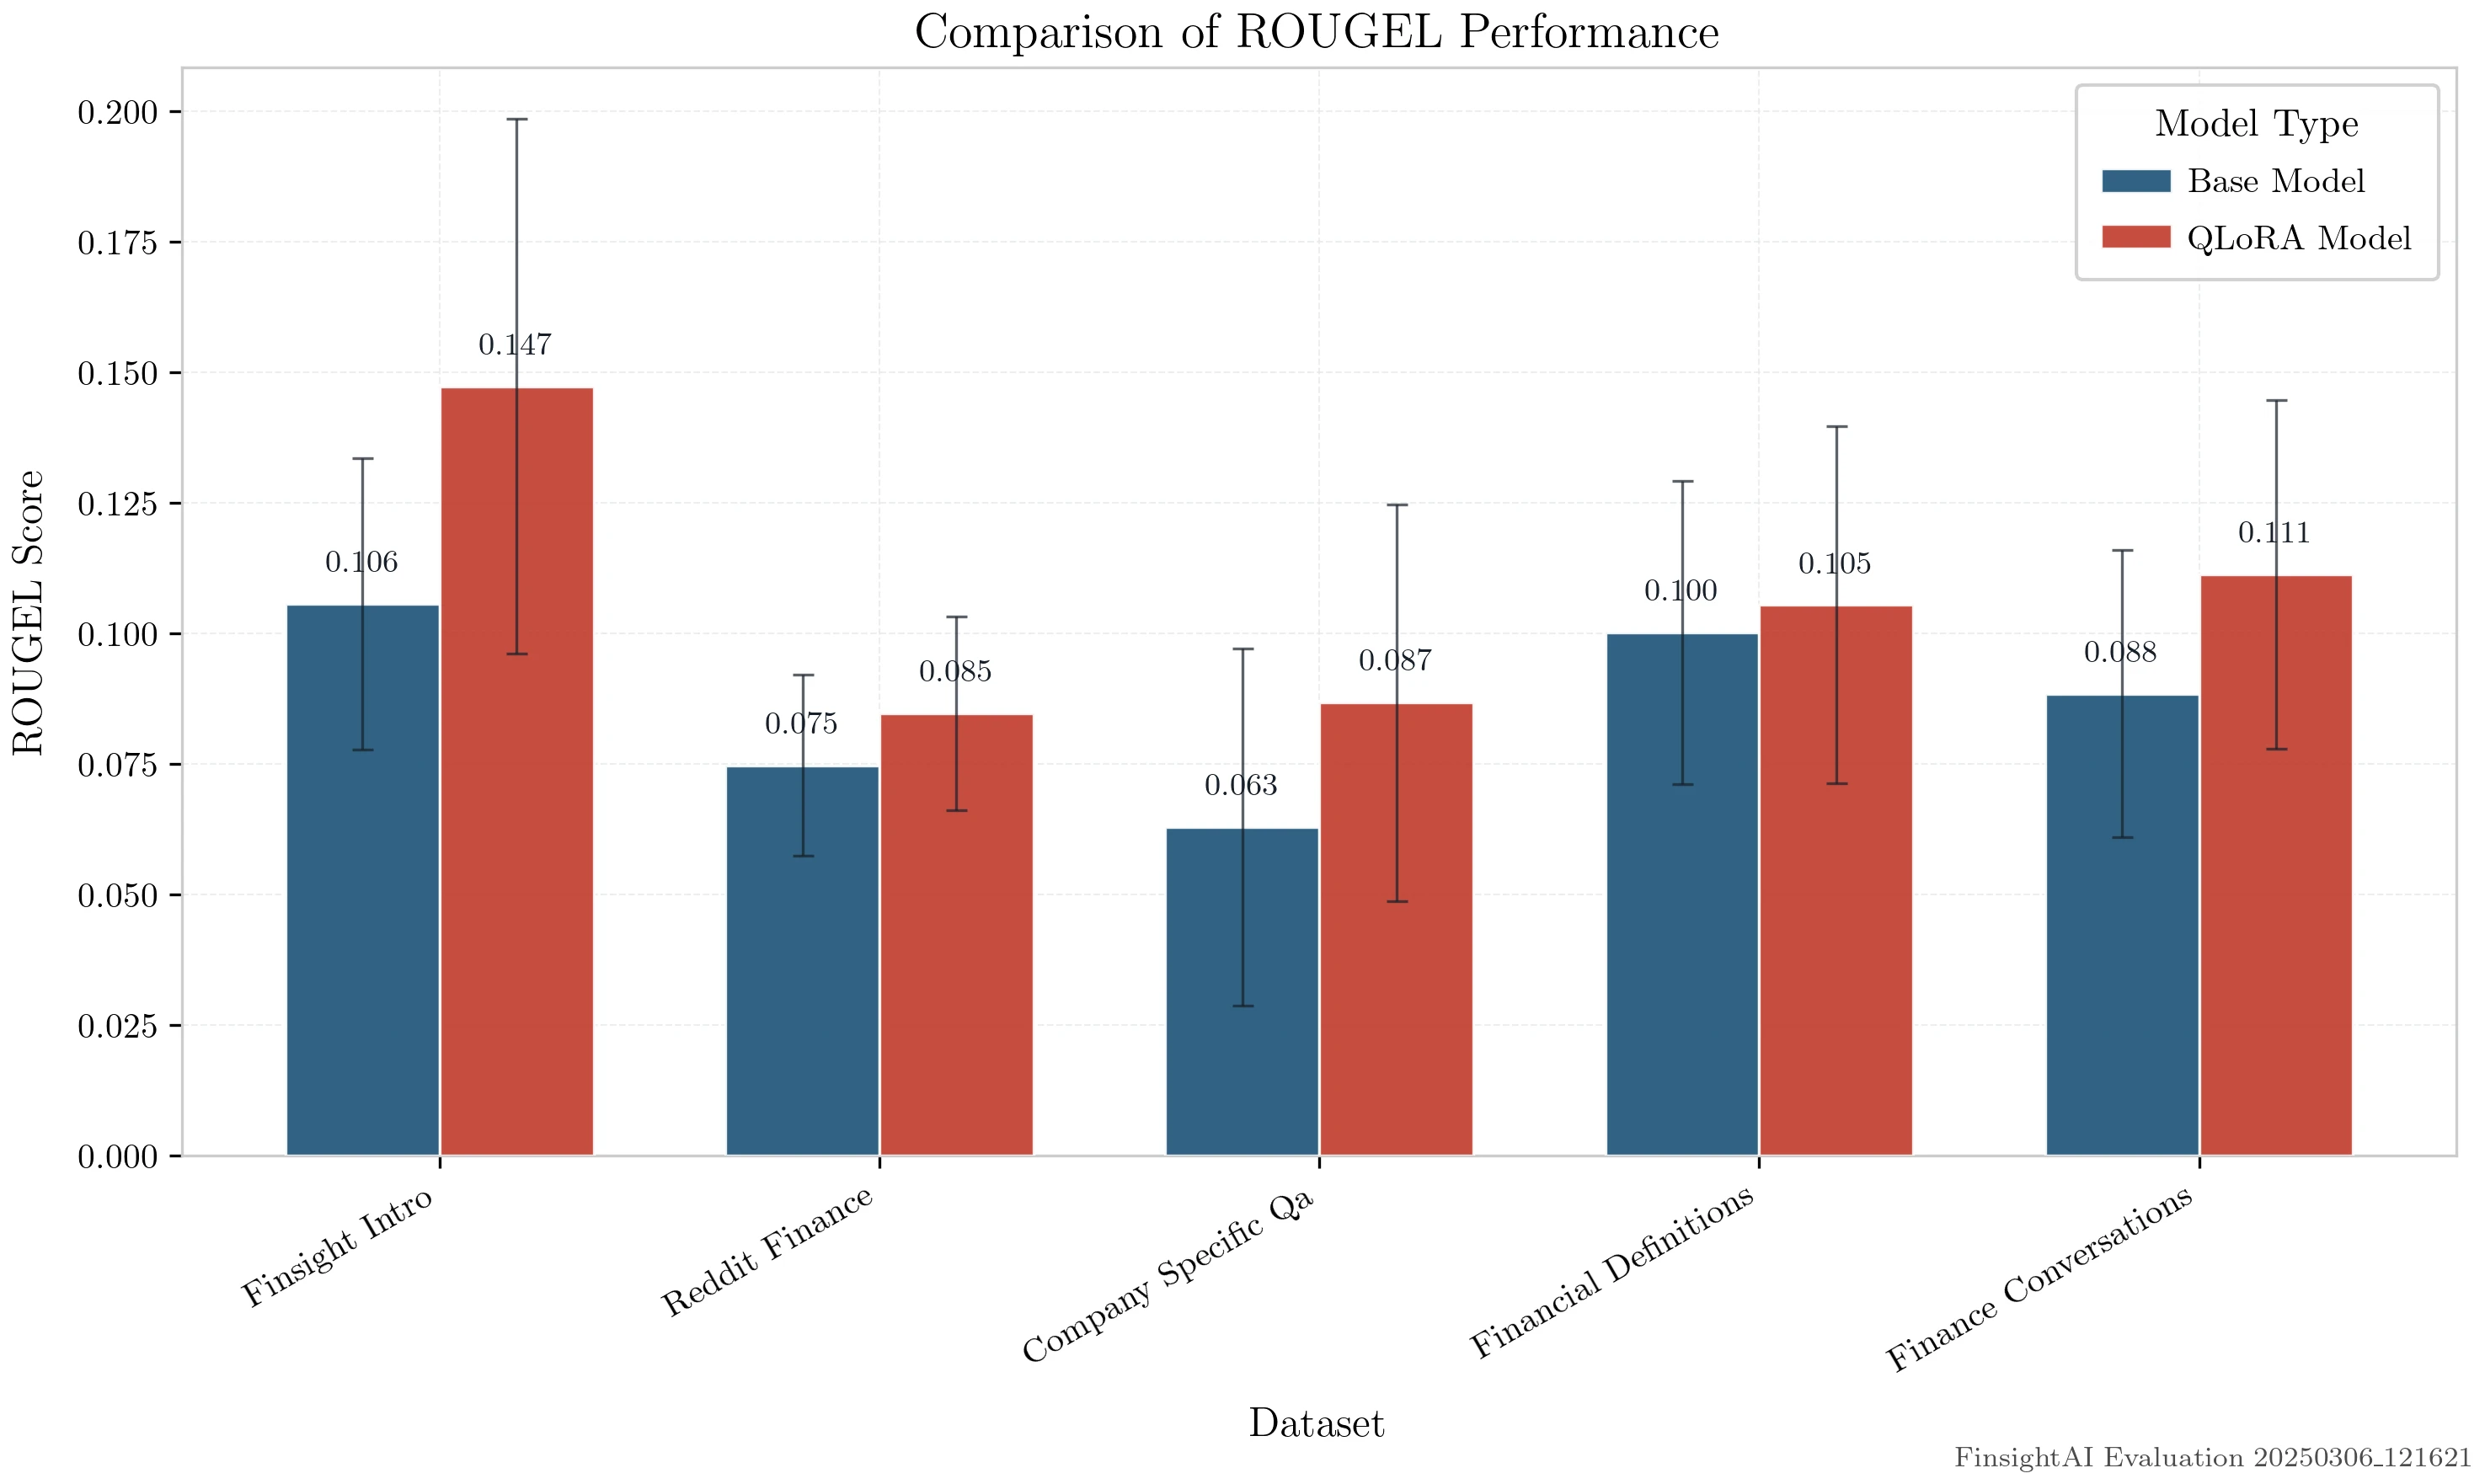 Comparison of ROUGEL Performance
Model Type
Base Model
QLoRA Model
ROUGEL Score
0.200
0.175
0.150
0.125
0.100
0.075
0.050
0.025
0.000
0.106
0.147
0.075
0.085
0.063
0.087
0.100
0.105
0.088
0.111
Finsight Intro
Reddit Finance
Company Specific Qa
Financial Definitions
Finance Conversations
Dataset
FinsightAI Evaluation 20250306_121621